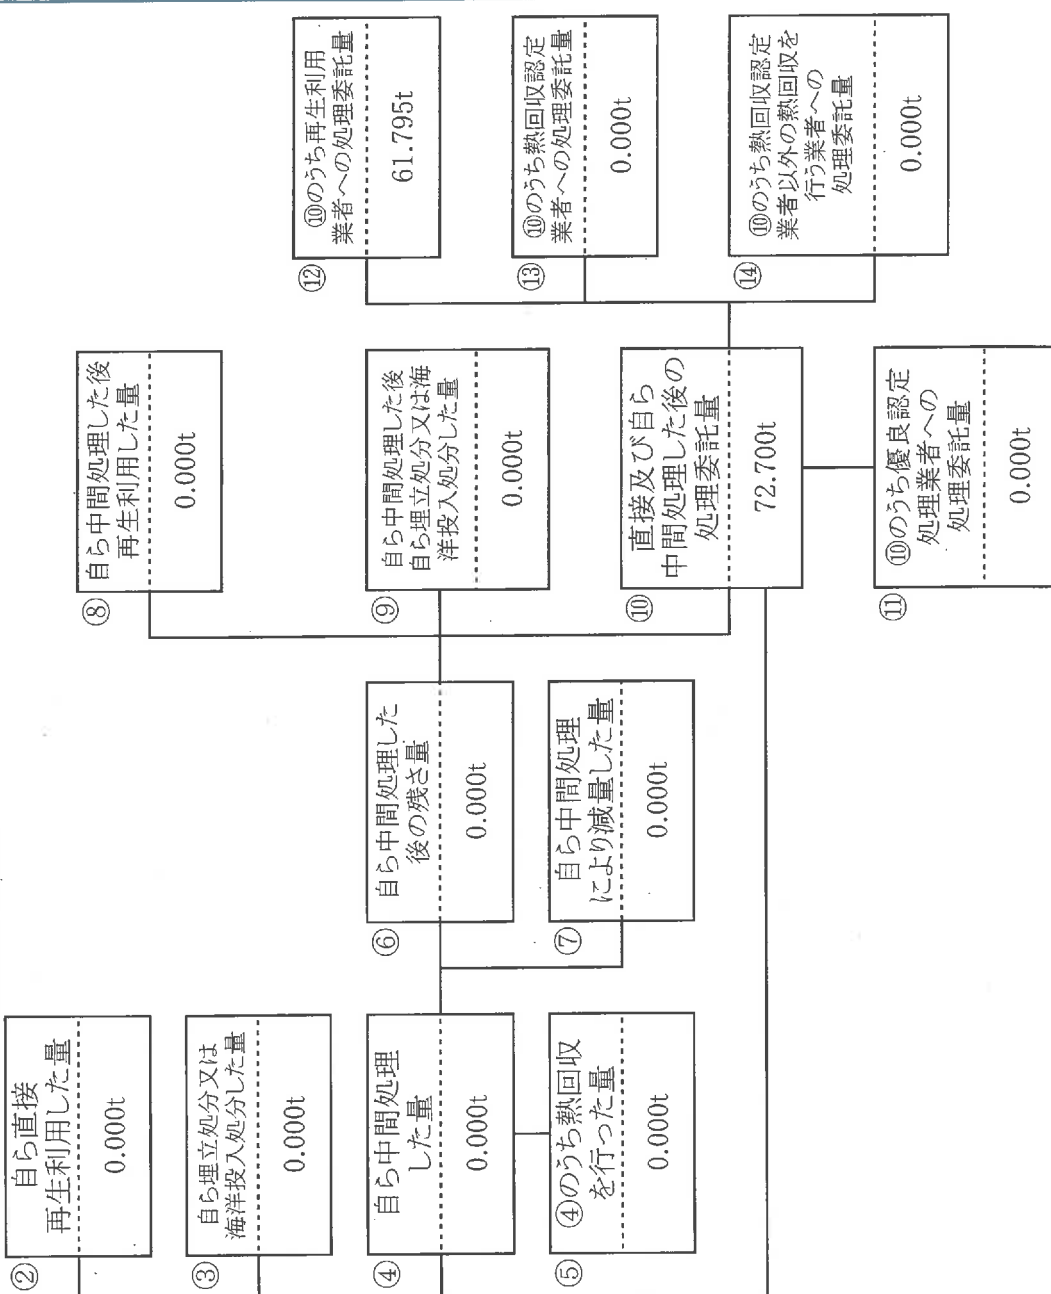 ②
自ら直接
再生利用した量
0.000t
③
自ら埋立処分又は
海洋投入処分した量
0.000t
④
自ら中間処理
した量
0.000t
⑤
④のうち熱回収
を行った量
0.000t
⑥
自ら中間処理した
後の残さ量
0.000t
⑦
自ら中間処理
により減量した量
0.000t
⑧
自ら中間処理した後
再生利用した量
0.000t
⑨
自ら中間処理した後
自ら埋立処分又は海
洋投入処分した量
0.000t
⑩
直接及び自ら
中間処理した後の
処理委託量
72.700t
⑪
⑩のうち優良認定
処理業者への
処理委託量
0.000t
⑫
⑩のうち再生利用
業者への処理委託量
61.795t
⑬
⑩のうち熱回収認定
業者への処理委託量
0.000t
⑭
⑩のうち熱回収認定
業者以外の熱回収を
行う業者への
処理委託量
0.000t